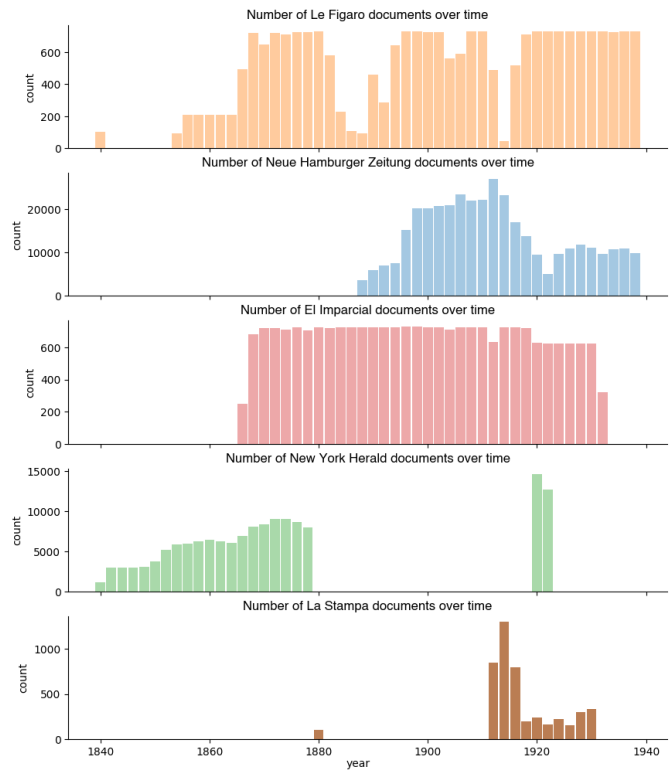 Number of Le Figaro documents over time
600
400
200
0
count
Number of Neue Hamburger Zeitung documents over time
20000
10000
0
count
Number of El Imparcial documents over time
600
400
200
0
count
Number of New York Herald documents over time
15000
10000
5000
0
count
Number of La Stampa documents over time
1000
500
0
count
1840 1860 1880 1900 1920 1940
year